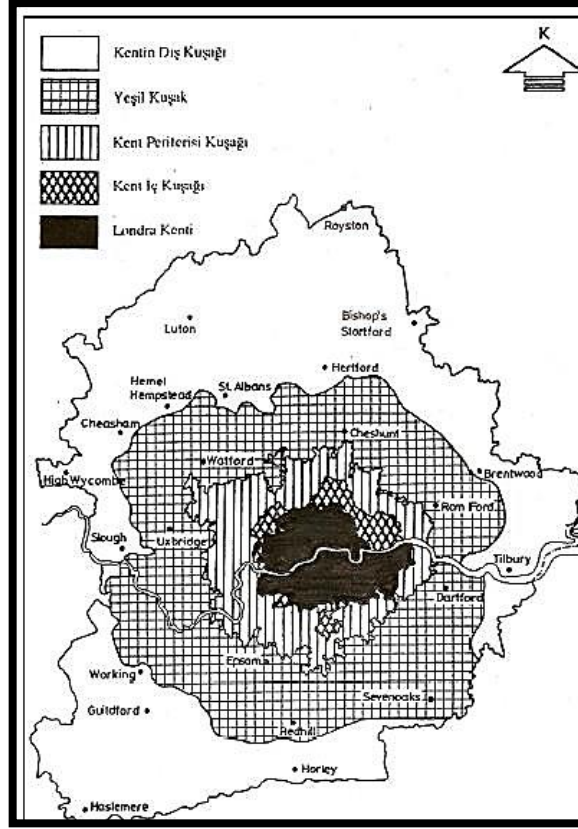 K
Kentin Dış Kuşağı
Yeşil Kuşak
Kent Periferisi Kuşağı
Kent İç Kuşağı
Londra Kenti
Royston
Luton
Bishop's
Stortford
Hertford
Hemel
Hempstead
St. Albans
Cheasham
Cheshunt
Watford
High Wycombe
Brentwood
Rom Ford
Uxbridge
Slough
Tilbury
Dartford
Epsom
Working
Sevenoaks
Guildford
Redhill
Horley
Haslemere